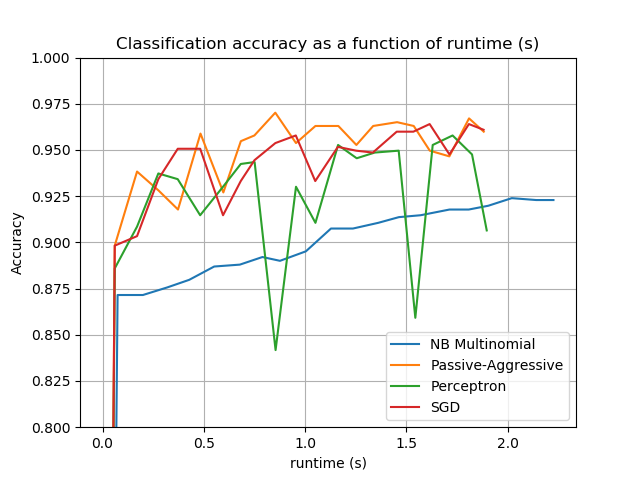 Classification accuracy as a function of runtime (s)
1.000
0.975
0.950
0.925
0.900
0.875
0.850
0.825
0.800
Accuracy
NB Multinomial
Passive-Aggressive
Perceptron
SGD
0.0 0.5 1.0 1.5 2.0
runtime (s)